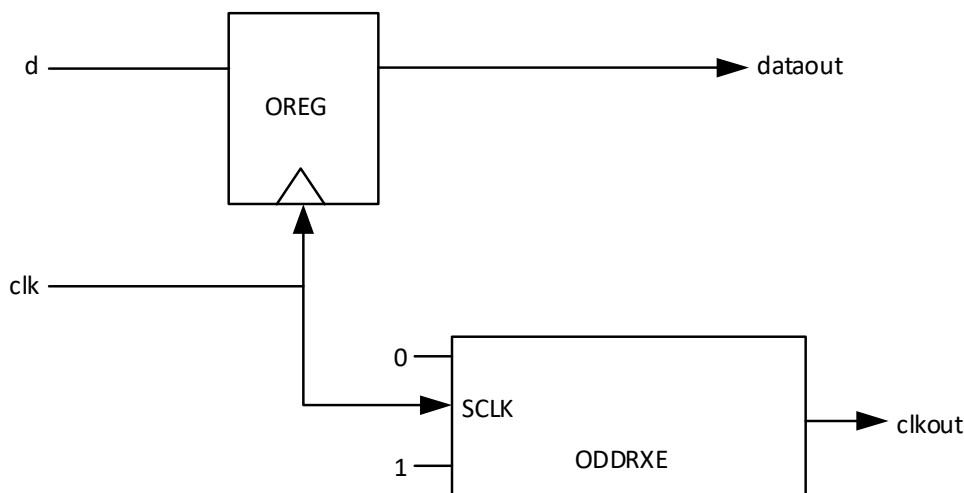 d
dataout
OREG
clk
0
SCLK
clkout
ODDRXE
1